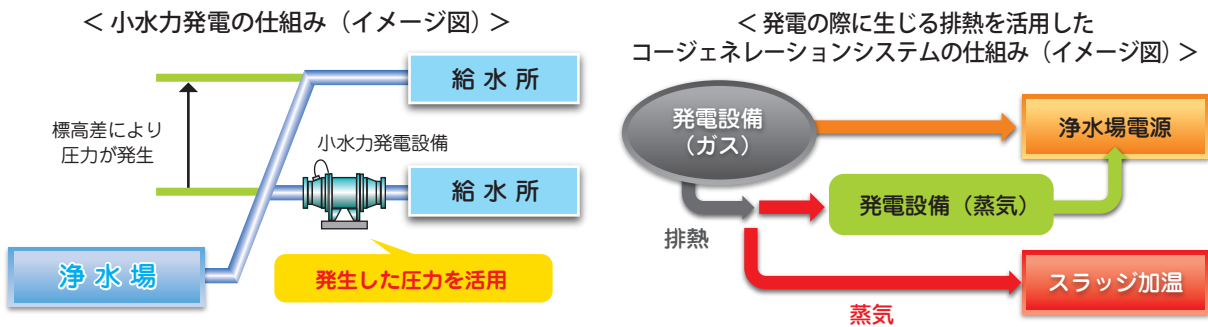 ＜ 小水力発電の仕組み（イメージ図）＞
給 水 所
標高差により
圧力が発生
小水力発電設備
給 水 所
浄 水 場
発生した圧力を活用
＜ 発電の際に生じる排熱を活用した
コージェネレーションシステムの仕組み（イメージ図）＞
発電設備
（ガス）
浄水場電源
発電設備（蒸気）
排熱
スラッジ加温
蒸気